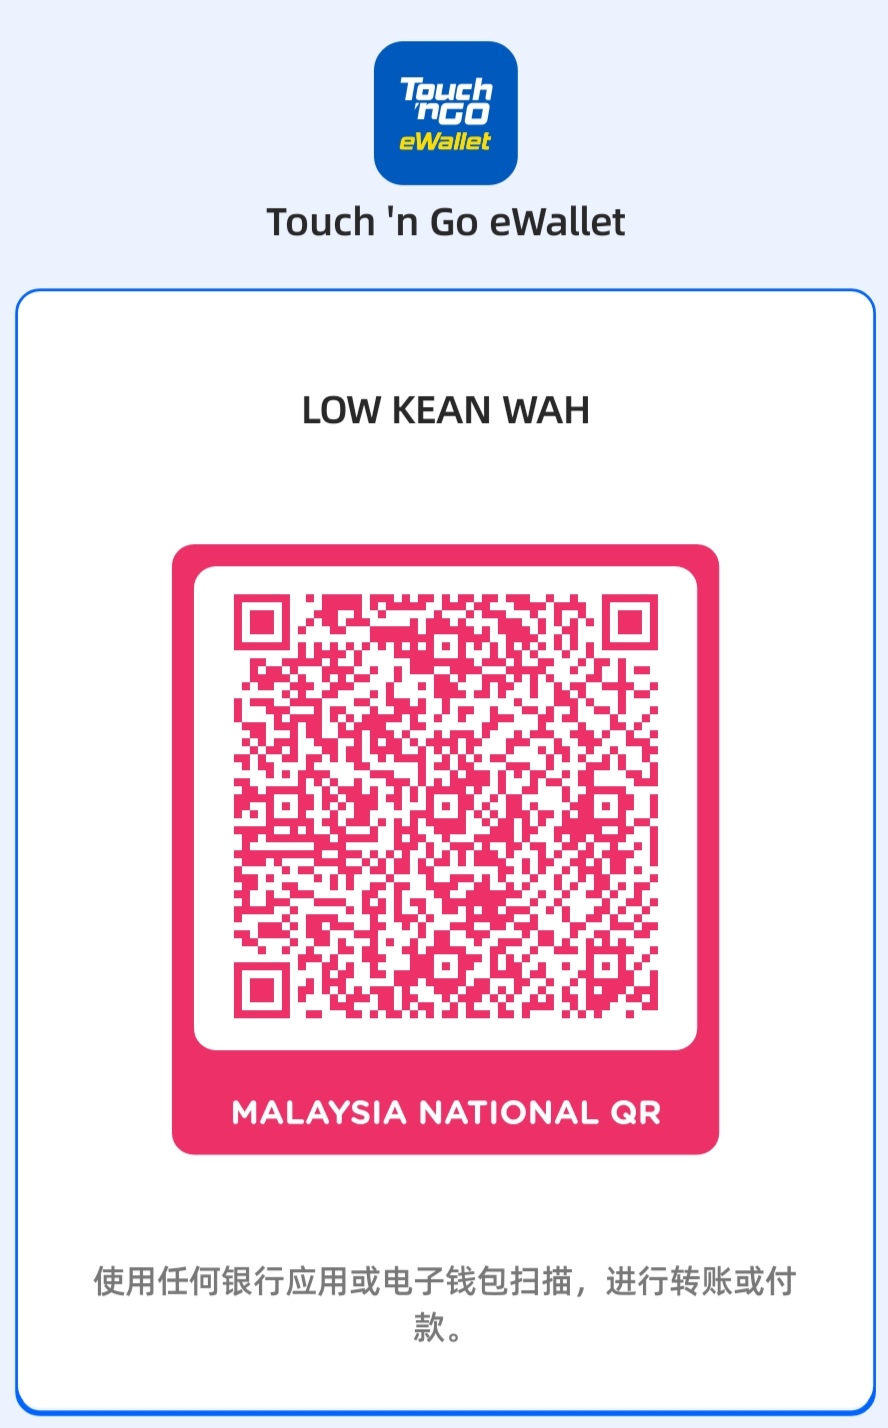 Touch
'nGO
eWallet
Touch 'n Go eWallet
LOW KEAN WAH
MALAYSIA NATIONAL QR
使用任何银行应用或电子钱包扫描，进行转账或付
款。